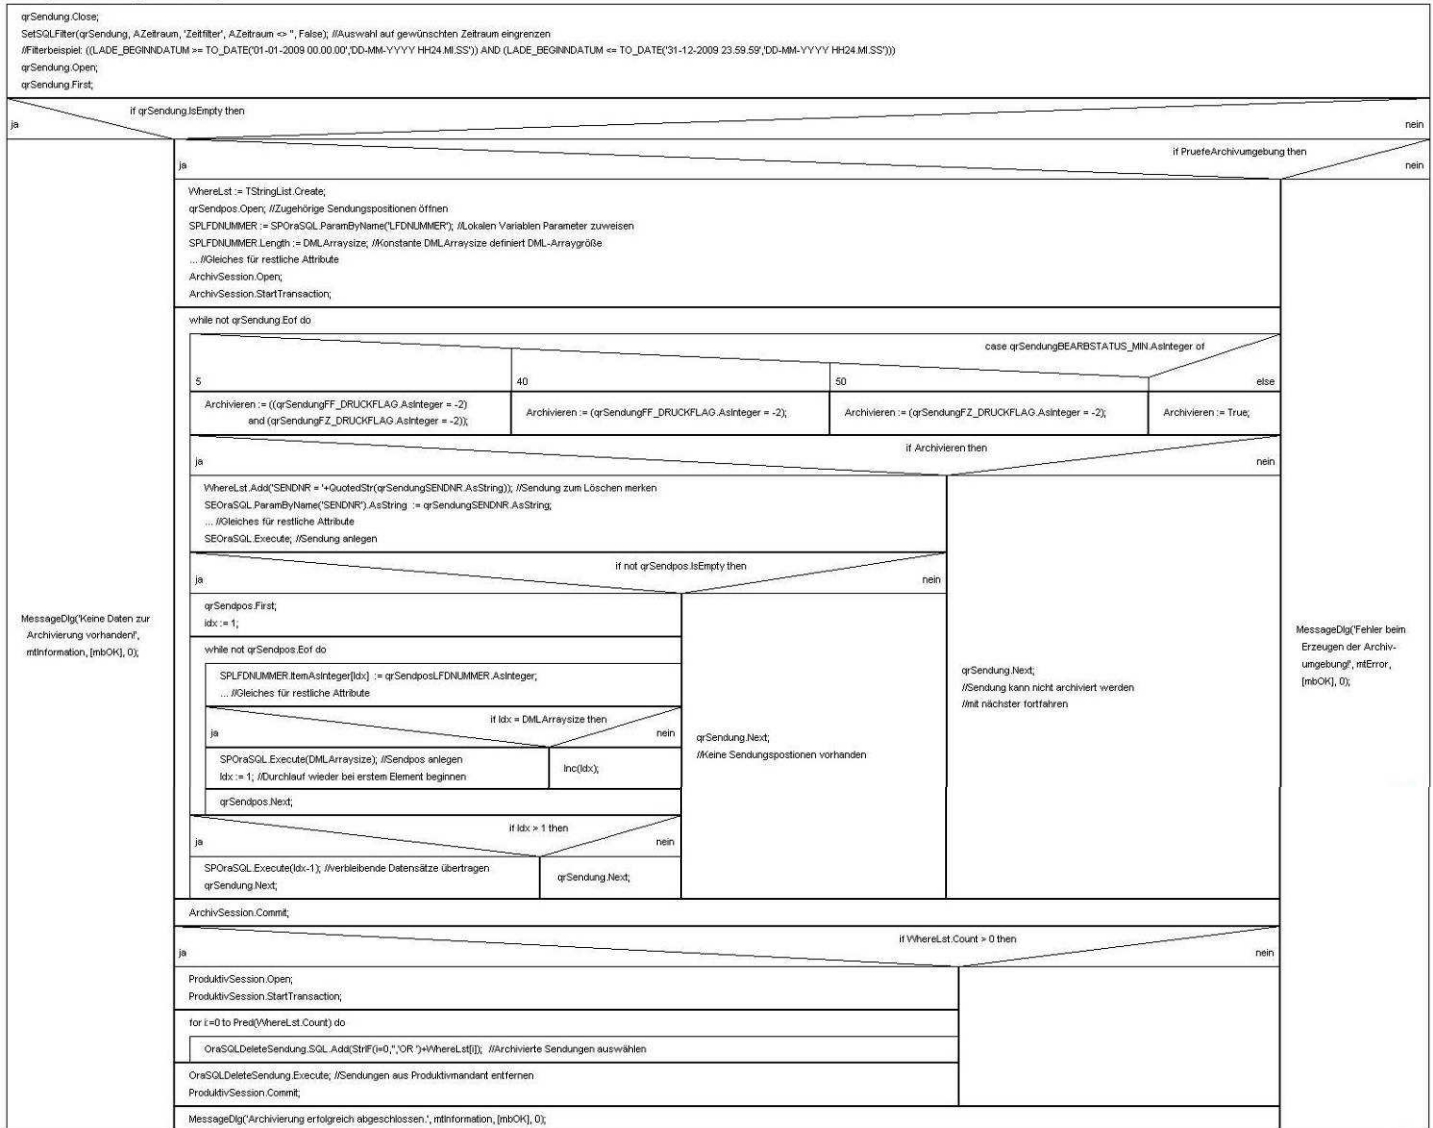 qrSendung.Close;
SetSQLFilter(qrSendung, AZeitraum, 'Zeitfilter', AZeitraum <> '', False); //Auswahl auf gewünschten Zeitraum eingrenzen
//Filterbeispiel: ((LADE_BEGINNDATUM >= TO_DATE('01-01-2009 00.00.00','DD-MM-YYYY HH24.MI.SS')) AND (LADE_BEGINNDATUM <= TO_DATE('31-12-2009 23.59.59','DD-MM-YYYY HH24.MI.SS')))
qrSendung.Open;
qrSendung.First;
if qrSendung.IsEmpty then
ja
nein
if PruefeArchivumgebung then
ja
nein
WhereLst := TStringList.Create;
qrSendpos.Open; //Zugehörige Sendungspositionen öffnen
SPLFDNUMMER := SPOraSQL.ParamByName('LFDNUMMER'); //Lokalen Variablen Parameter zuweisen
SPLFDNUMMER.Length := DMLArraysize; //Konstante DMLArraysize definiert DML-Arraygröße
... //Gleiches für restliche Attribute
ArchivSession.Open;
ArchivSession.StartTransaction;
while not qrSendung.Eof do
case qrSendungBEARBSTATUS_MIN.AsInteger of
5
40
50
else
Archivieren := ((qrSendungFF_DRUCKFLAG.AsInteger = -2)
and (qrSendungFZ_DRUCKFLAG.AsInteger = -2));
Archivieren := (qrSendungFF_DRUCKFLAG.AsInteger = -2);
Archivieren := (qrSendungFZ_DRUCKFLAG.AsInteger = -2);
Archivieren := True;
if Archivieren then
ja
nein
WhereLst.Add('SENDNR = '+QuotedStr(qrSendungSENDNR.AsString)); //Sendung zum Löschen merken
SEOraSQL.ParamByName('SENDNR').AsString := qrSendungSENDNR.AsString;
... //Gleiches für restliche Attribute
SEOraSQL.Execute; //Sendung anlegen
if not qrSendpos.IsEmpty then
ja
nein
qrSendpos.First;
idx := 1;
while not qrSendpos.Eof do
SPLFDNUMMER.ItemAsInteger[Idx] := qrSendposLFDNUMMER.AsInteger;
... //Gleiches für restliche Attribute
if Idx = DMLArraysize then
ja
nein
SPOraSQL.Execute(DMLArraysize); //Sendpos anlegen
Idx := 1; //Durchlauf wieder bei erstem Element beginnen
Inc(Idx);
qrSendpos.Next;
if Idx > 1 then
ja
nein
SPOraSQL.Execute(Idx-1); //verbleibende Datensätze übertragen
qrSendung.Next;
qrSendung.Next;
qrSendung.Next;
//Keine Sendungspostionen vorhanden
qrSendung.Next;
//Sendung kann nicht archiviert werden
//mit nächster fortfahren
MessageDlg('Keine Daten zur
Archivierung vorhanden!',
mtInformation, [mbOK], 0);
MessageDlg('Fehler beim
Erzeugen der Archiv-
umgebung!', mtError,
[mbOK], 0);
ArchivSession.Commit;
if WhereLst.Count > 0 then
ja
nein
ProduktivSession.Open;
ProduktivSession.StartTransaction;
for i:=0 to Pred(WhereLst.Count) do
OraSQLDeleteSendung.SQL.Add(StrIF(i=0,'','OR ')+WhereLst[i]); //Archivierte Sendungen auswählen
OraSQLDeleteSendung.Execute; //Sendungen aus Produktivmandant entfernen
ProduktivSession.Commit;
MessageDlg('Archivierung erfolgreich abgeschlossen.', mtInformation, [mbOK], 0);